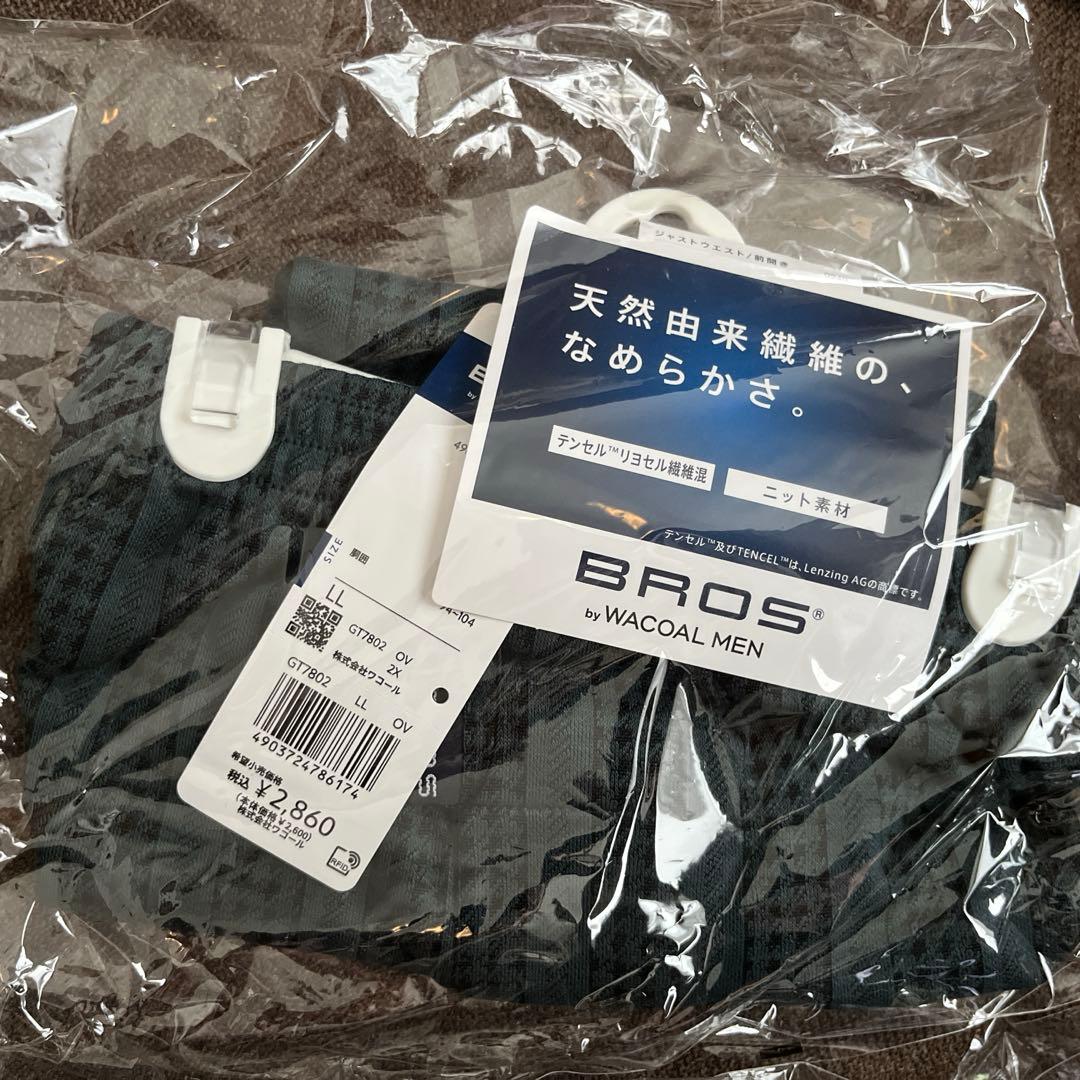 ジャストウエスト/前開き
天然由来繊維の、
なめらかさ。
テンセル™リヨセル繊維混
ニット素材
テンセル™及びTENCEL™は、Lenzing AGの商標です。
BROS®
by WACOAL MEN
B
by
49
SIZE
胴囲
LL
94~104
GT7802 OV
2X
株式会社ワコール
GT7802 LL OV
4903724786174
希望小売価格
税込 ¥2,860
(本体価格¥2,600)
株式会社ワコール
RFID